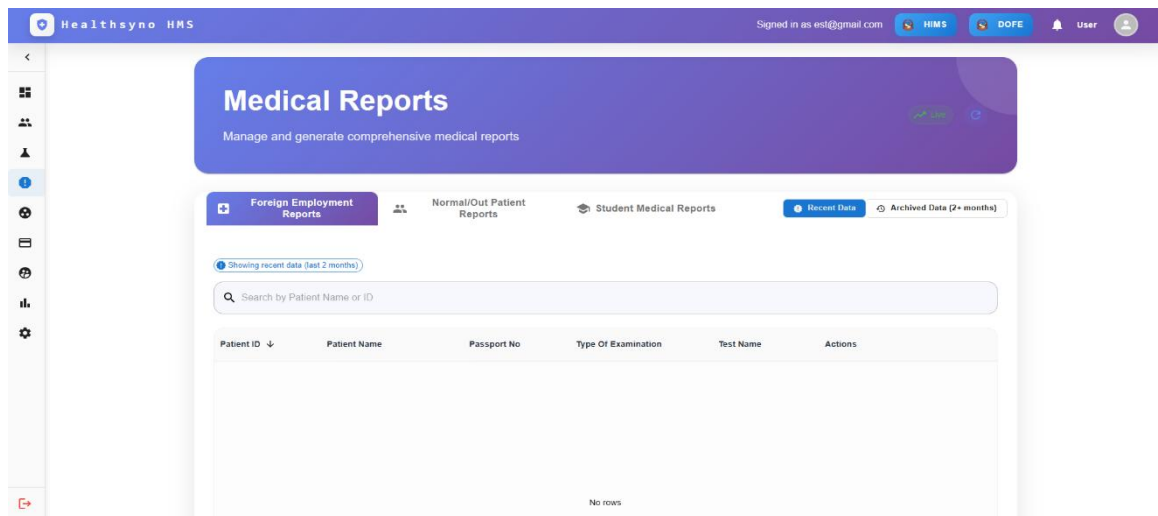 Healthsyno HMS
Signed in as est@gmail.com
HIMS
DOFE
User
Medical Reports
Manage and generate comprehensive medical reports
Live
Foreign Employment
Reports
Normal/Out Patient
Reports
Student Medical Reports
Recent Data
Archived Data (2+ months)
Showing recent data (last 2 months)
Search by Patient Name or ID
Patient ID
Patient Name
Passport No
Type Of Examination
Test Name
Actions
No rows